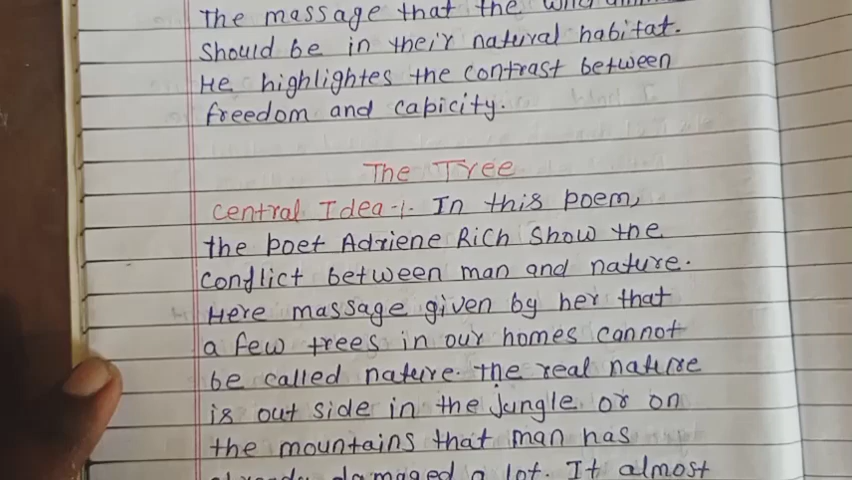 The massage that the wild
should be in their natural habitat.
He highlightes the contrast between
freedom and capicity.
The Tree
Central Idea-1. In this poem,
the poet Adriene Rich show the
conflict between man and nature.
Here massage given by her that
a few trees in our homes cannot
be called nature. The real nature
is out side in the jungle or on
the mountains that man has
already damaged a lot. It almost